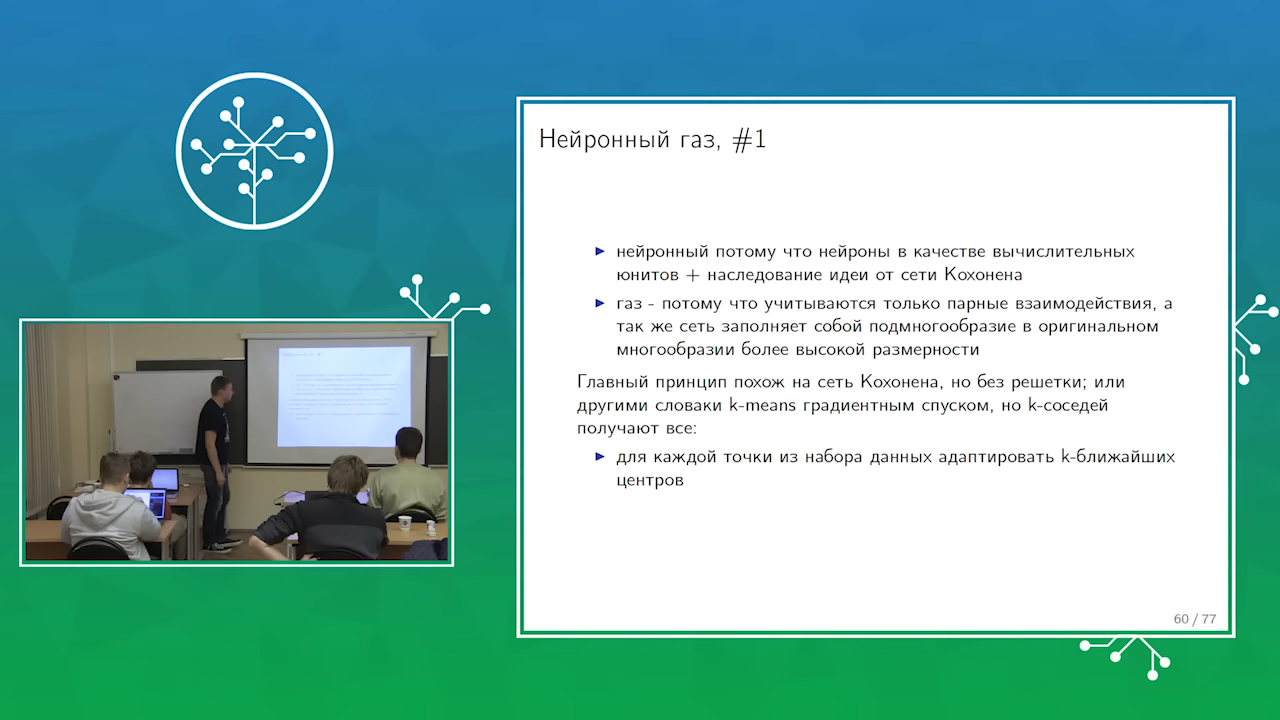 Нейронный газ, #1
нейронный потому что нейроны в качестве вычислительных
юнитов + наследование идеи от сети Кохонена
газ - потому что учитываются только парные взаимодействия, а
так же сеть заполняет собой подмногообразие в оригинальном
многообразии более высокой размерности
Главный принцип похож на сеть Кохонена, но без решетки; или
другими словаки k-means градиентным спуском, но k-соседей
получают все:
для каждой точки из набора данных адаптировать k-ближайших
центров
60 / 77